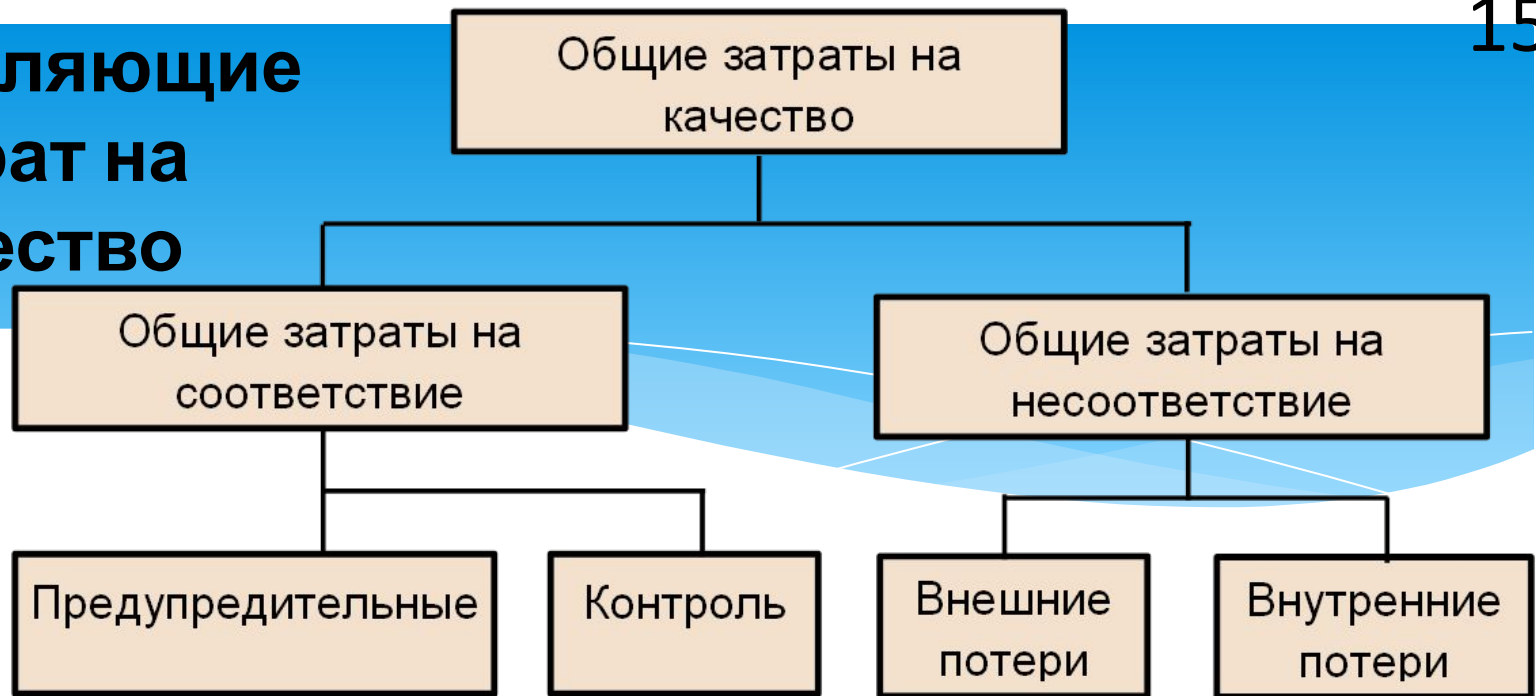 15
ляющие
рат на
ество
Общие затраты на
качество
Общие затраты на
соответствие
Общие затраты на
несоответствие
Предупредительные
Контроль
Внешние
потери
Внутренние
потери